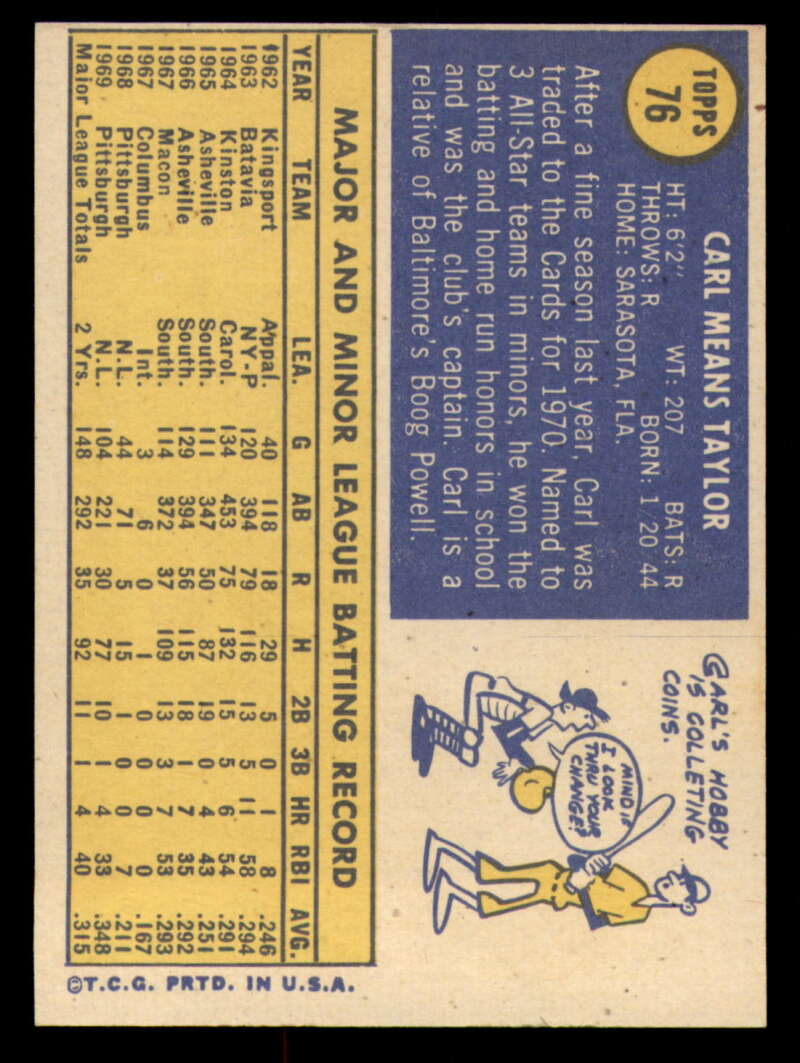 TOPPS
76
CARL MEANS TAYLOR
HT: 6'2" WT: 207 BATS: R
THROWS: R BORN: 1/20/44
HOME: SARASOTA, FLA.
After a fine season last year, Carl was
traded to the Cards for 1970. Named to
3 All-Star teams in minors, he won the
batting and home run honors in school
and was the club's captain. Carl is a
relative of Baltimore's Boog Powell.
CARL'S HOBBY
IS COLLETING
COINS.
MIND IF
I LOOK
THRU YOUR
CHANGE?
MAJOR AND MINOR LEAGUE BATTING RECORD
YEAR TEAM LEA. G AB R H 2B 3B HR RBI AVG.
1962 Kingsport Appal. 40 118 18 29 5 0 1 8 .246
1963 Batavia NY-P 120 394 79 116 13 5 11 58 .294
1964 Kinston Carol. 134 453 75 132 15 5 6 54 .291
1965 Asheville South. 111 347 50 87 19 0 4 43 .251
1966 Asheville South. 129 394 56 115 18 1 7 35 .292
1967 Macon South. 114 372 37 109 13 3 7 53 .293
1967 Columbus Int. 3 6 0 1 0 0 0 0 .167
1968 Pittsburgh N.L. 44 71 5 15 1 0 0 7 .211
1969 Pittsburgh N.L. 104 221 30 77 10 1 4 33 .348
Major League Totals 2 Yrs. 148 292 35 92 11 1 4 40 .315
©T.C.G. PRTD. IN U.S.A.